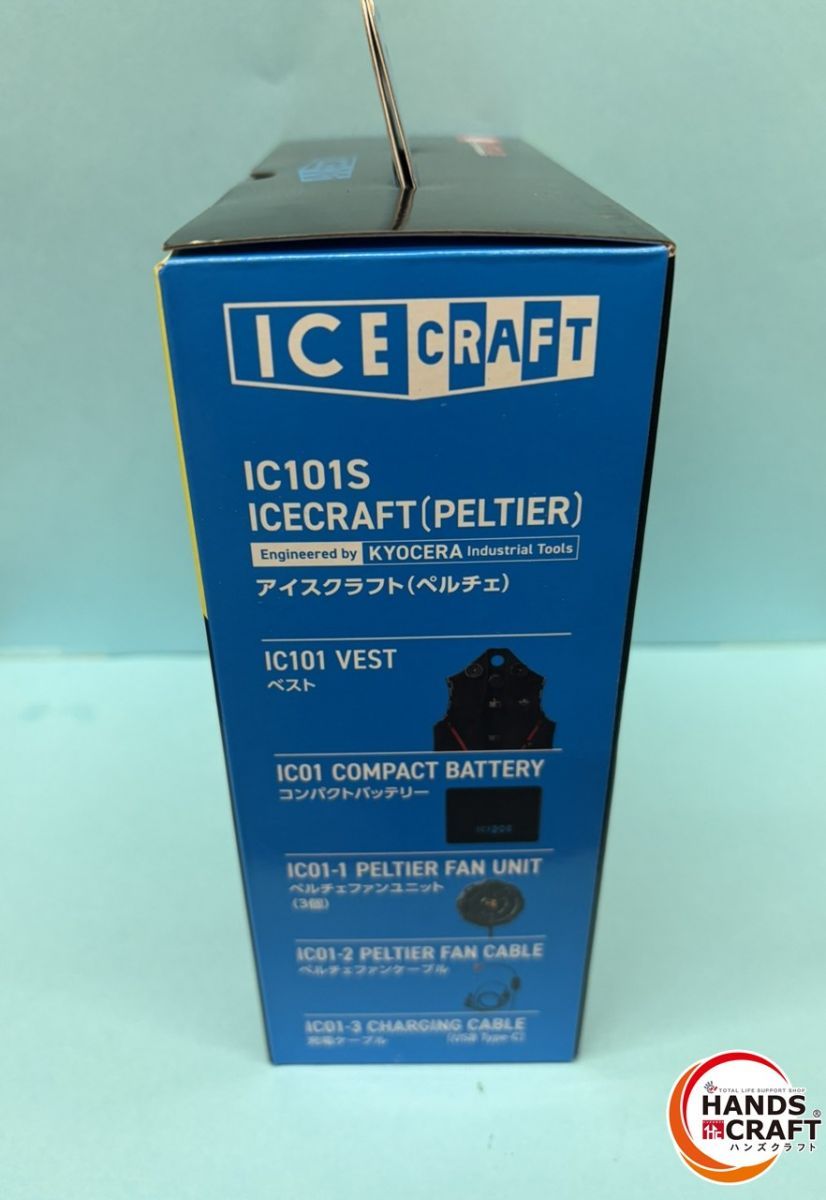 ICE CRAFT
IC101S
ICECRAFT(PELTIER)
Engineered by KYOCERA Industrial Tools
アイスクラフト(ペルチェ)
IC101 VEST
ベスト
IC01 COMPACT BATTERY
コンパクトバッテリー
IC01-1 PELTIER FAN UNIT
ペルチェファンユニット
(3個)
IC01-2 PELTIER FAN CABLE
ペルチェファンケーブル
IC01-3 CHARGING CABLE
充電ケーブル (USB Type-C)
TOTAL LIFE SUPPORT SHOP
HANDS
CRAFT®
ハンズクラフト